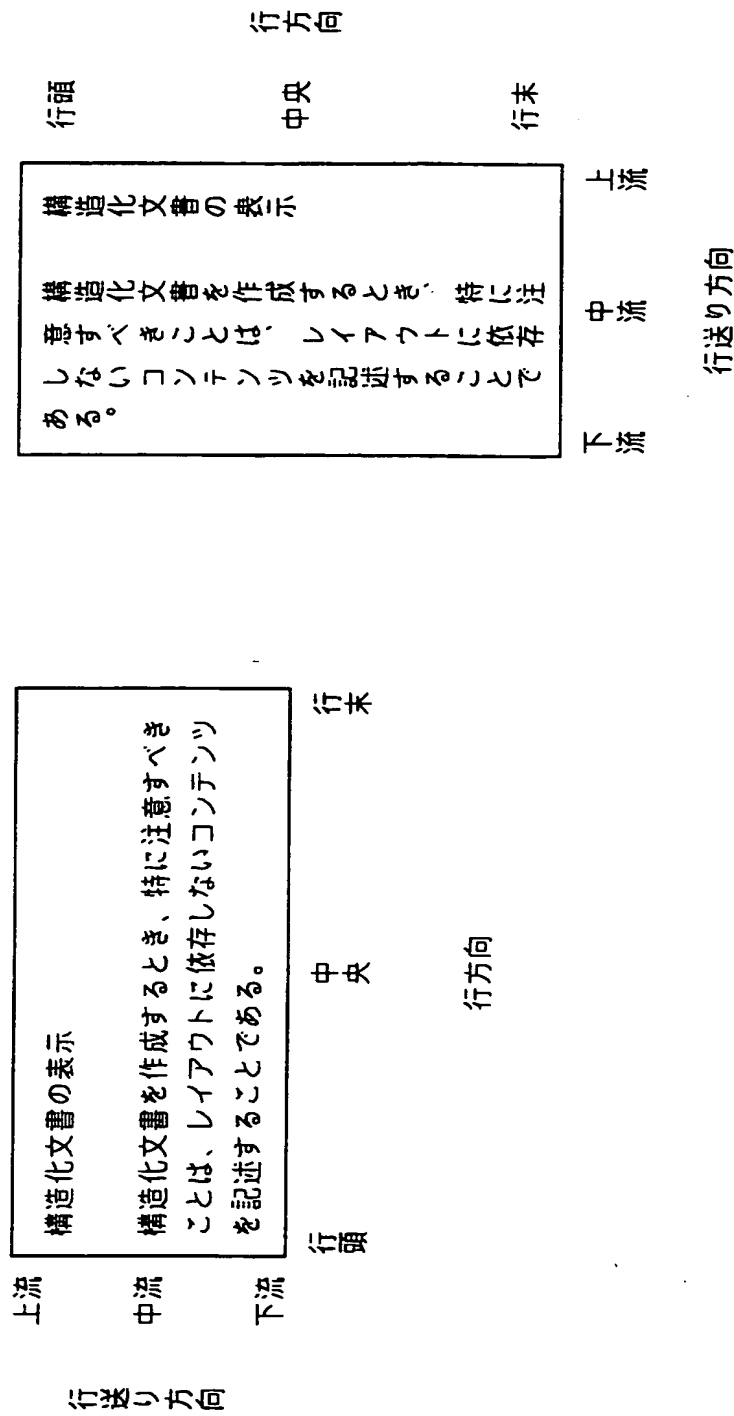 行送り方向
上流
中流
下流
構造化文書の表示
構造化文書を作成するとき、特に注意すべき
ことは、レイアウトに依存しないコンテンツ
を記述することである。
行頭
中央
行末
行方向
構造化文書の表示
構造化文書を作成するとき、特に注
意すべきことは、レイアウトに依存
しないコンテンツを記述することで
ある。
行頭
中央
行末
行方向
下流
中流
上流
行送り方向